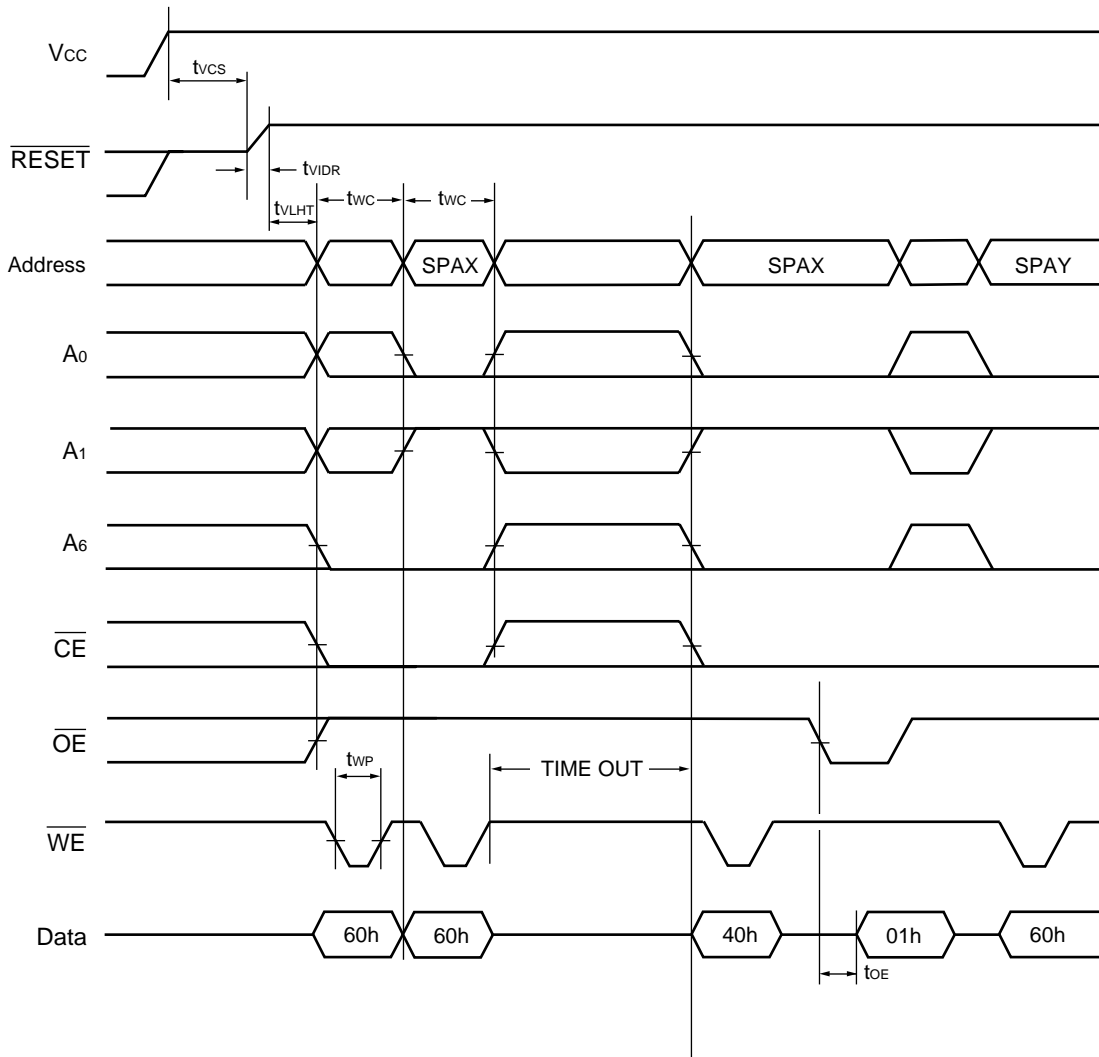 VCC
tVCS
RESET
tVIDR
tVLHT
tWC
tWC
Address
SPAX
SPAX
SPAY
A0
A1
A6
CE
OE
tWP
TIME OUT
WE
Data
60h
60h
40h
01h
60h
tOE